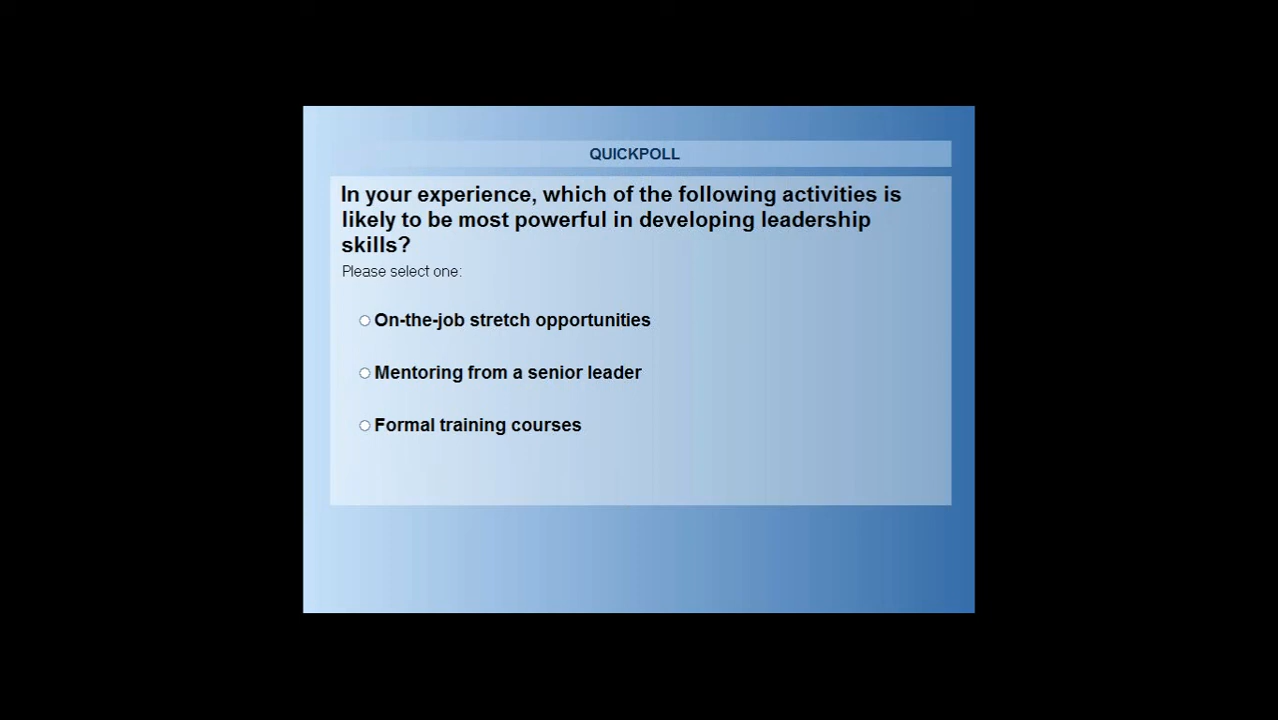 QUICKPOLL
In your experience, which of the following activities is
likely to be most powerful in developing leadership
skills?
Please select one:
On-the-job stretch opportunities
Mentoring from a senior leader
Formal training courses